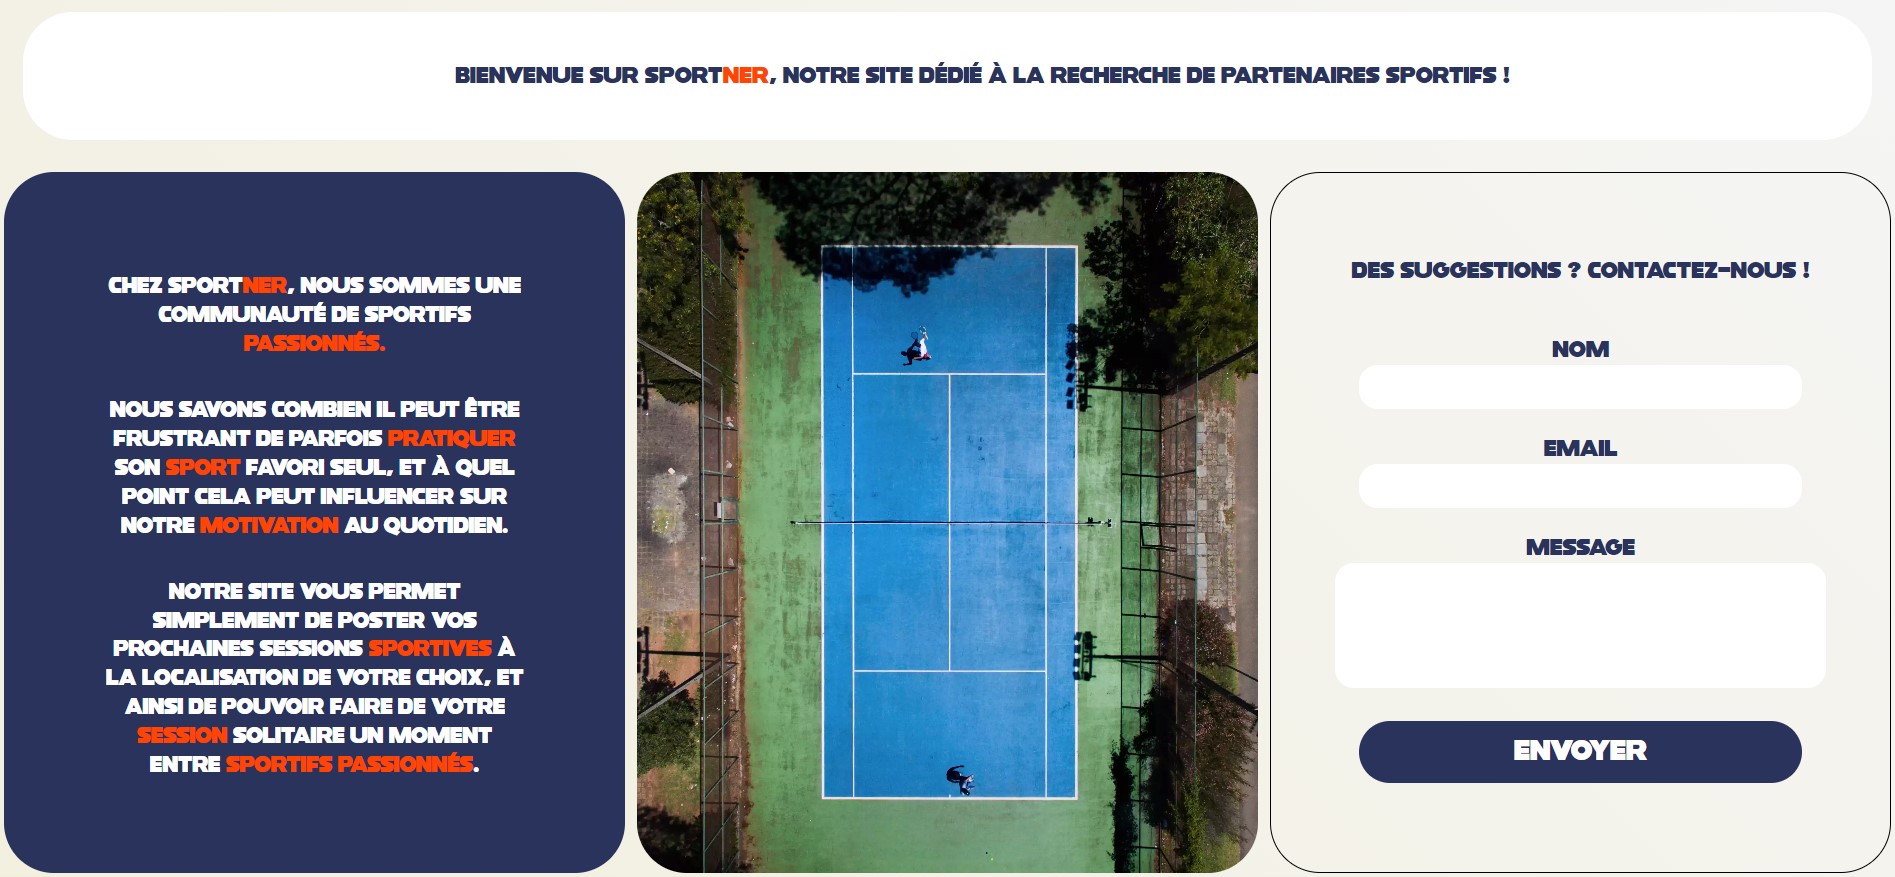 BIENVENUE SUR SPORTNER, NOTRE SITE DÉDIÉ À LA RECHERCHE DE PARTENAIRES SPORTIFS !
CHEZ SPORTNER, NOUS SOMMES UNE
COMMUNAUTÉ DE SPORTIFS
PASSIONNÉS.
NOUS SAVONS COMBIEN IL PEUT ÊTRE
FRUSTRANT DE PARFOIS PRATIQUER
SON SPORT FAVORI SEUL, ET À QUEL
POINT CELA PEUT INFLUENCER SUR
NOTRE MOTIVATION AU QUOTIDIEN.
NOTRE SITE VOUS PERMET
SIMPLEMENT DE POSTER VOS
PROCHAINES SESSIONS SPORTIVES À
LA LOCALISATION DE VOTRE CHOIX, ET
AINSI DE POUVOIR FAIRE DE VOTRE
SESSION SOLITAIRE UN MOMENT
ENTRE SPORTIFS PASSIONNÉS.
DES SUGGESTIONS ? CONTACTEZ-NOUS !
NOM
EMAIL
MESSAGE
ENVOYER